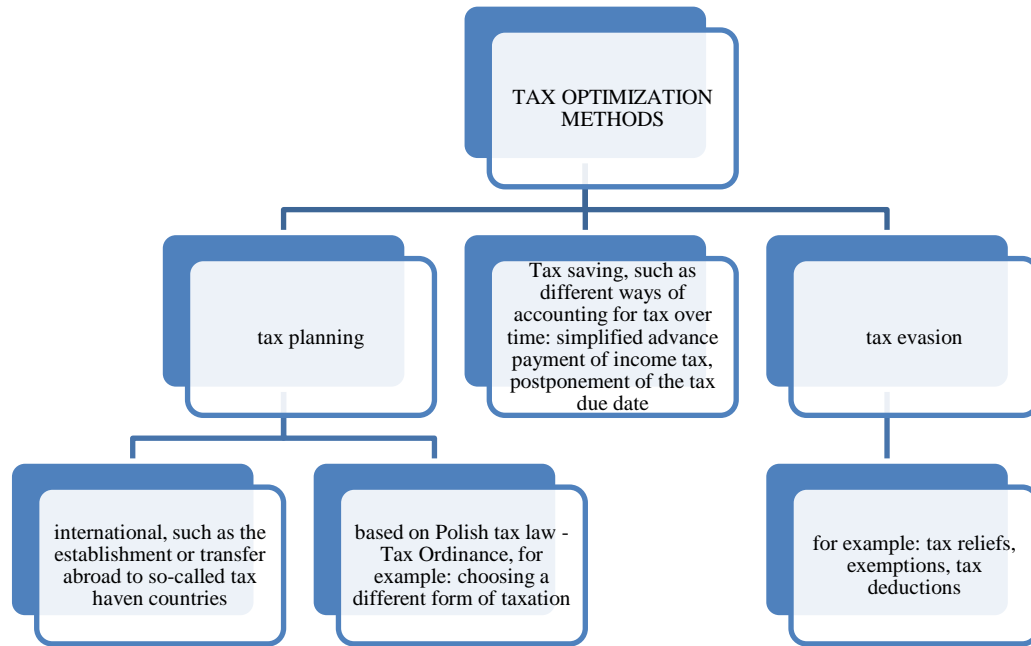 TAX OPTIMIZATION
METHODS
tax planning
Tax saving, such as
different ways of
accounting for tax over
time: simplified advance
payment of income tax,
postponement of the tax
due date
tax evasion
international, such as the
establishment or transfer
abroad to so-called tax
haven countries
based on Polish tax law -
Tax Ordinance, for
example: choosing a
different form of taxation
for example: tax reliefs,
exemptions, tax
deductions